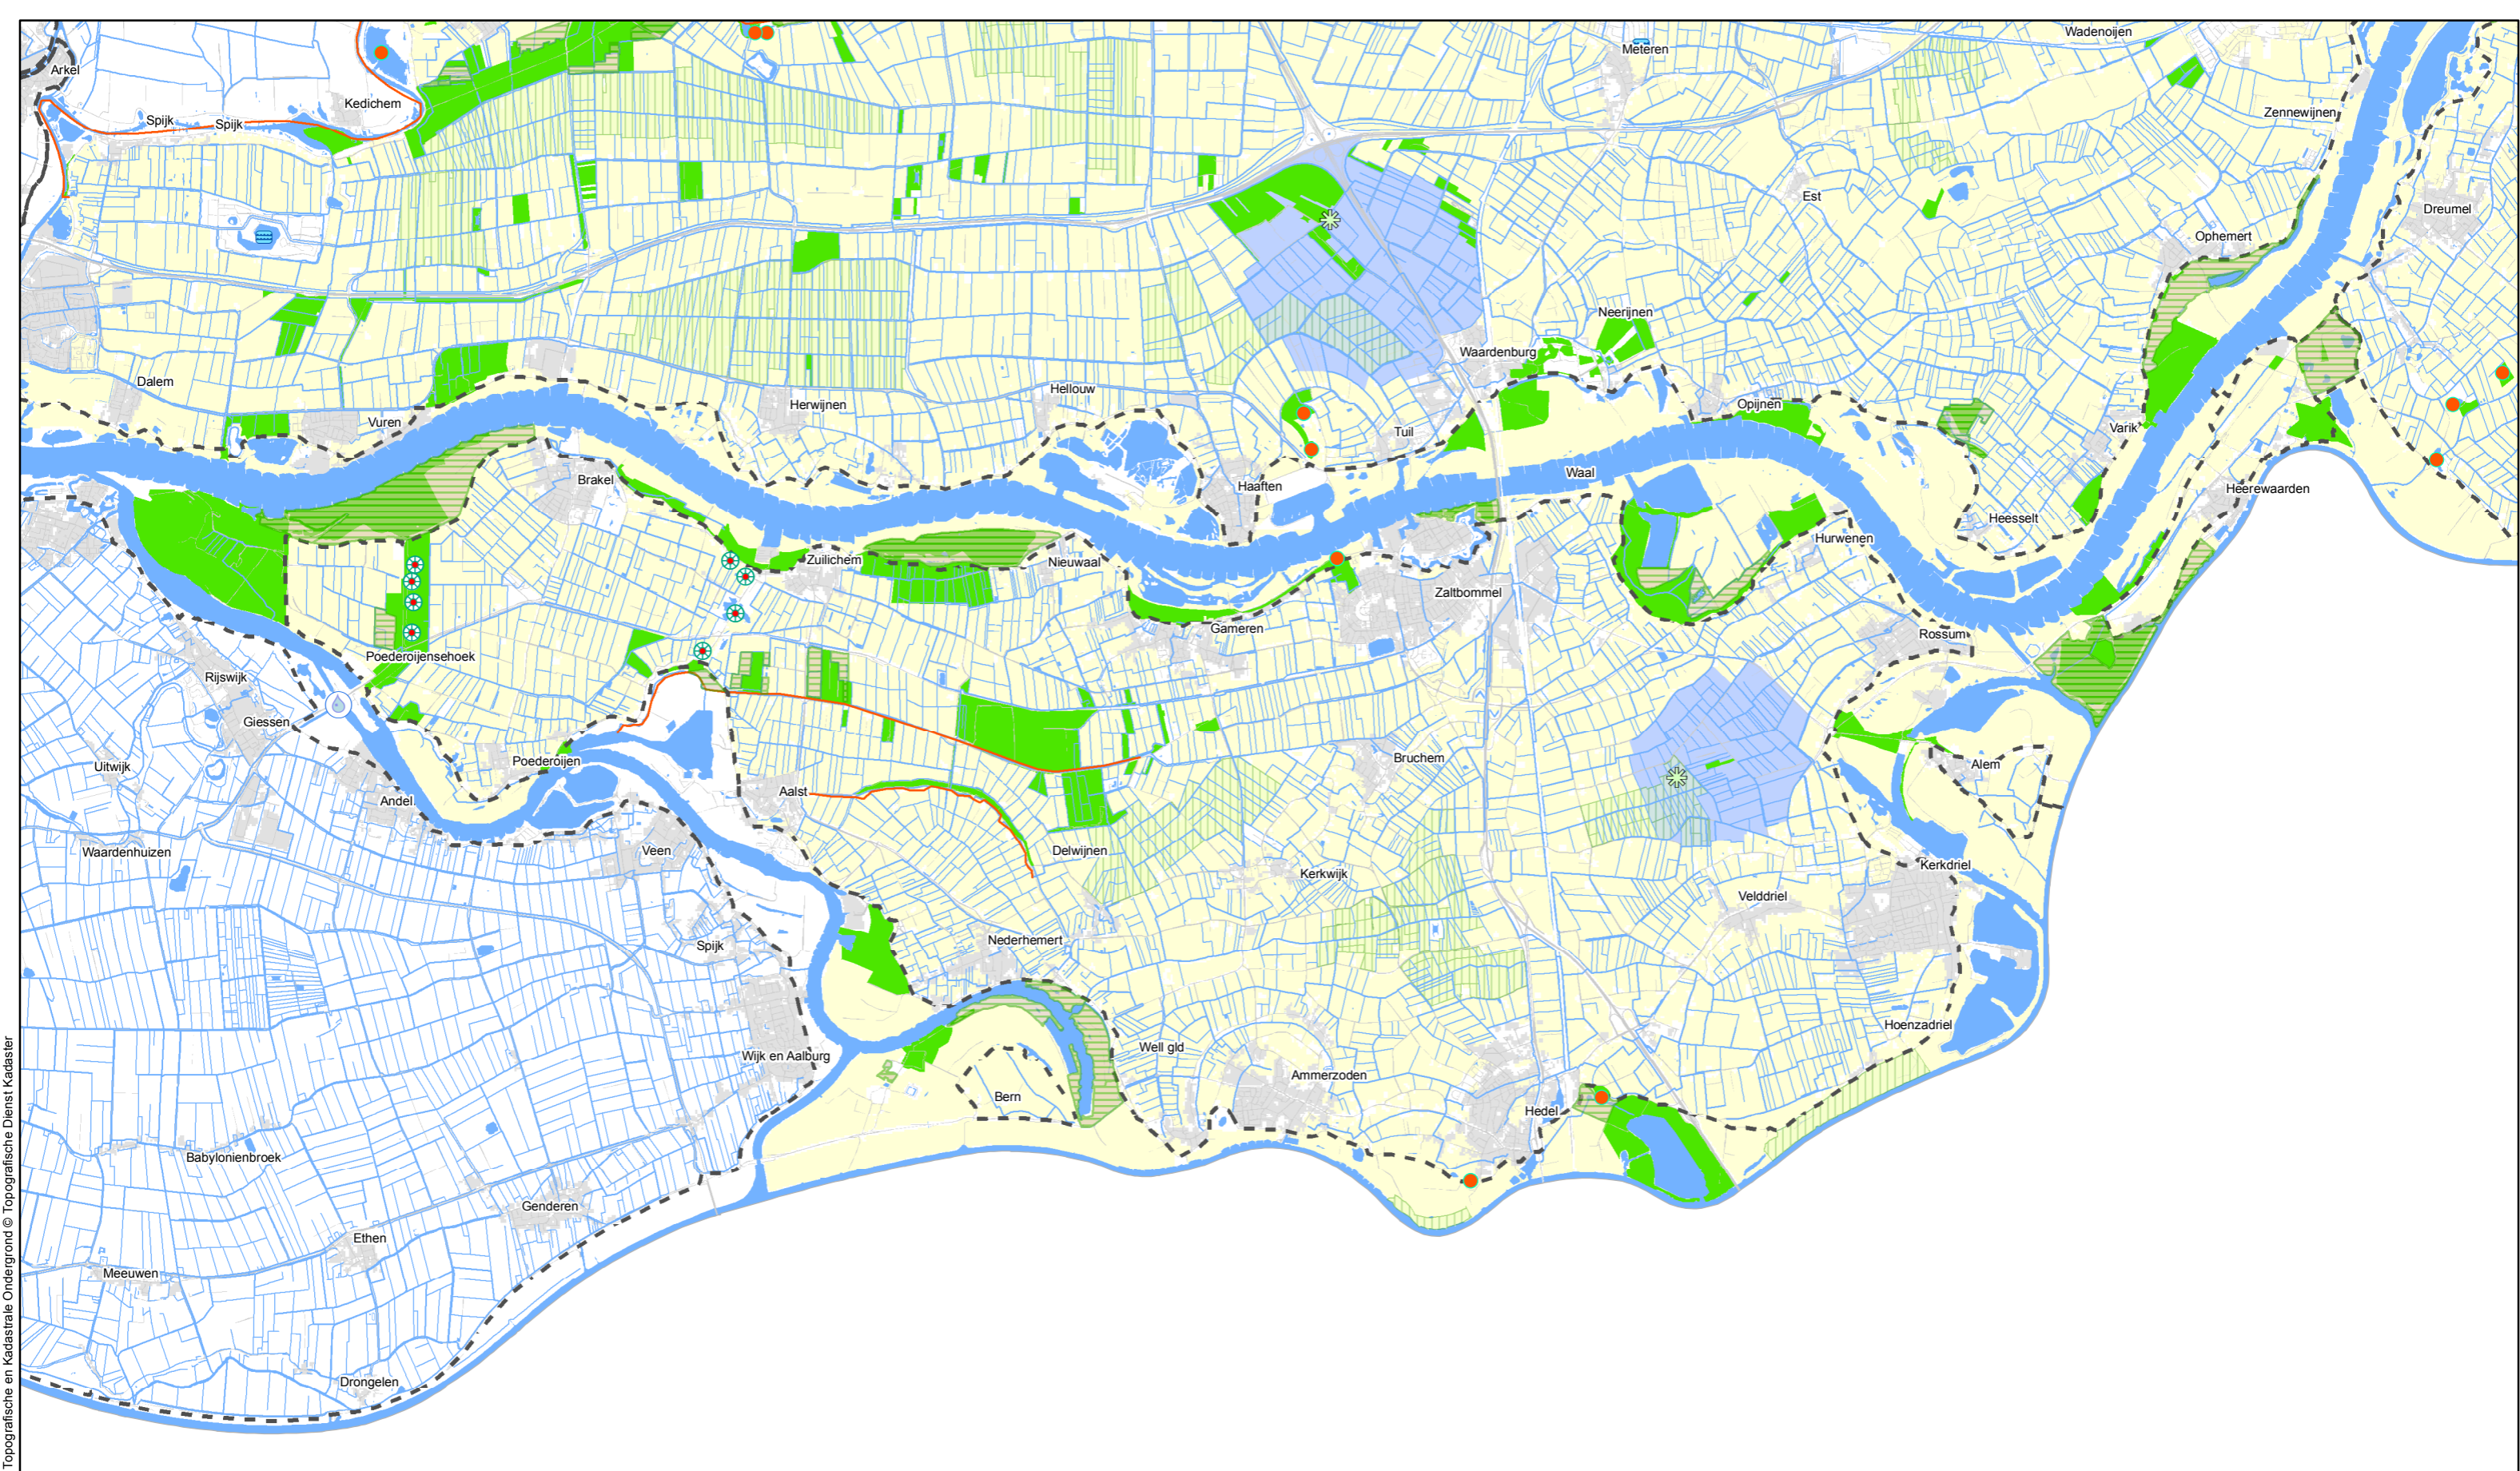 Wadenoijen
Meteren
Arkel
Kedichem
Zennewijnen
Spijk
Spijk
Est
Dreumel
Ophemert
Neerijnen
Waardenburg
Dalem
Hellouw
Herwijnen
Opijnen
Vuren
Tuil
Varik
Waal
Brakel
Haaften
Heerewaarden
Heesselt
Hurwenen
Zuilichem
Nieuwaal
Zaltbommel
Gameren
Rossum
Poederoijensehoek
Rijswijk
Giessen
Bruchem
Poederoijen
Alem
Uitwijk
Aalst
Andel
Waardenhuizen
Veen
Delwijnen
Kerkdriel
Kerkwijk
Velddriel
Nederhemert
Spijk
Hoenzadriel
Well gld
Wijk en Aalburg
Ammerzoden
Bern
Hedel
Babylonienbroek
Genderen
Ethen
Meeuwen
Drongelen
Topografische en Kadastrale Ondergrond © Topografische Dienst Kadaster